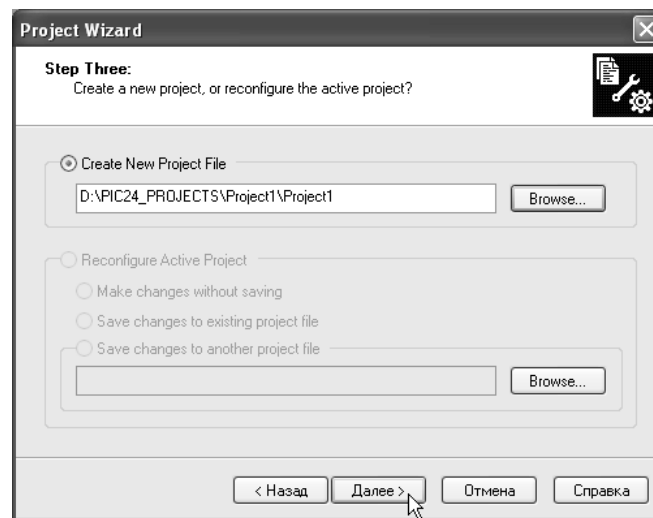 Project Wizard
Step Three:
Create a new project, or reconfigure the active project?
Create New Project File
D:\PIC24_PROJECTS\Project1\Project1
Browse...
Reconfigure Active Project
Make changes without saving
Save changes to existing project file
Save changes to another project file
Browse...
< Назад Далее > Отмена Справка